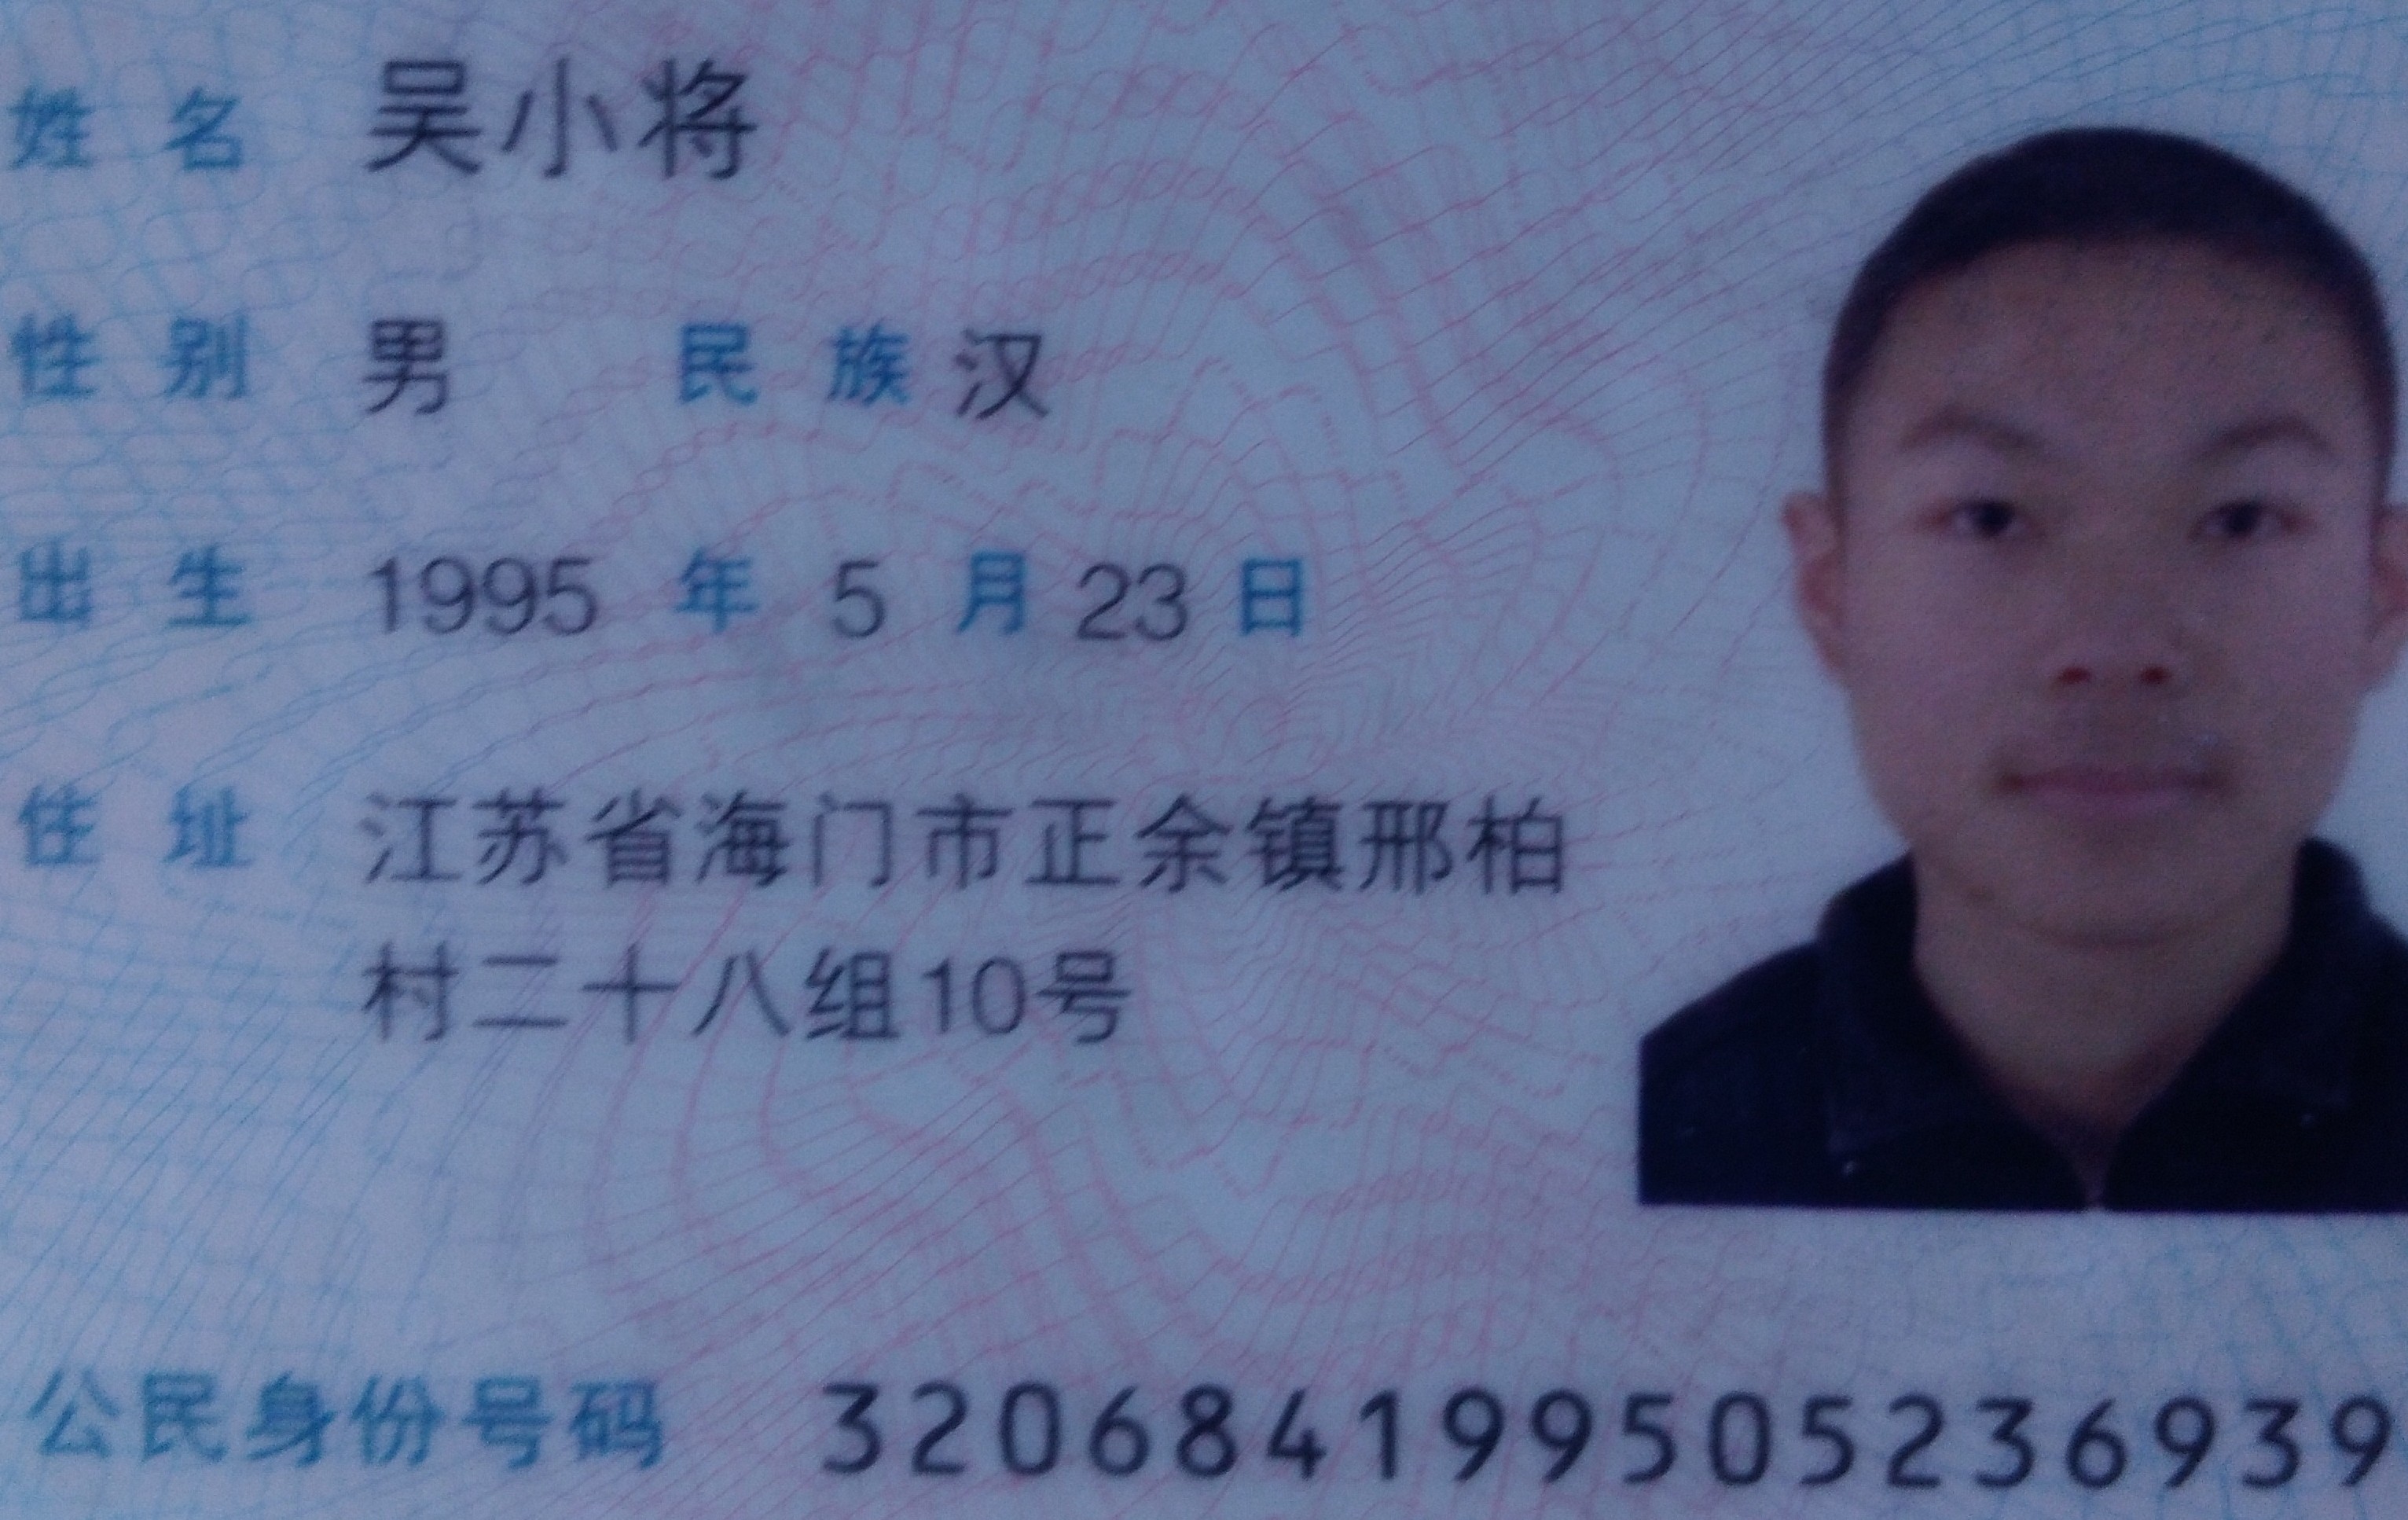 姓名 吴小将
性别 男 民族 汉
出生 1995 年 5 月 23 日
住址 江苏省海门市正余镇邢柏
村二十八组10号
公民身份号码 320684199505236939